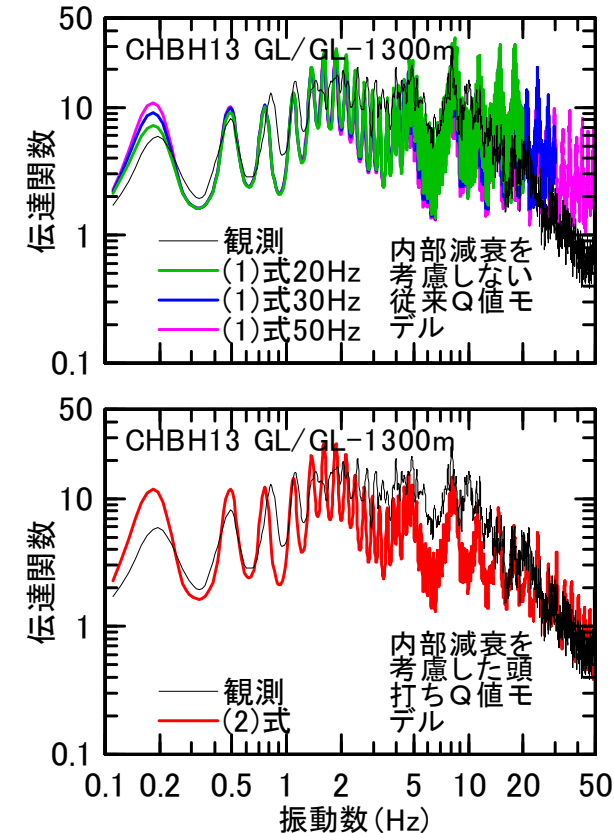 50
10
1
0.1
伝達関数
CHBH13 GL/GL-1300m
観測
(1)式20Hz
(1)式30Hz
(1)式50Hz
内部減衰を
考慮しない
従来Q値モ
デル
50
10
1
0.1
伝達関数
CHBH13 GL/GL-1300m
観測
(2)式
内部減衰を
考慮した頭
打ちQ値モ
デル
0.1 0.2 0.5 1 2 5 10 20 50
振動数(Hz)